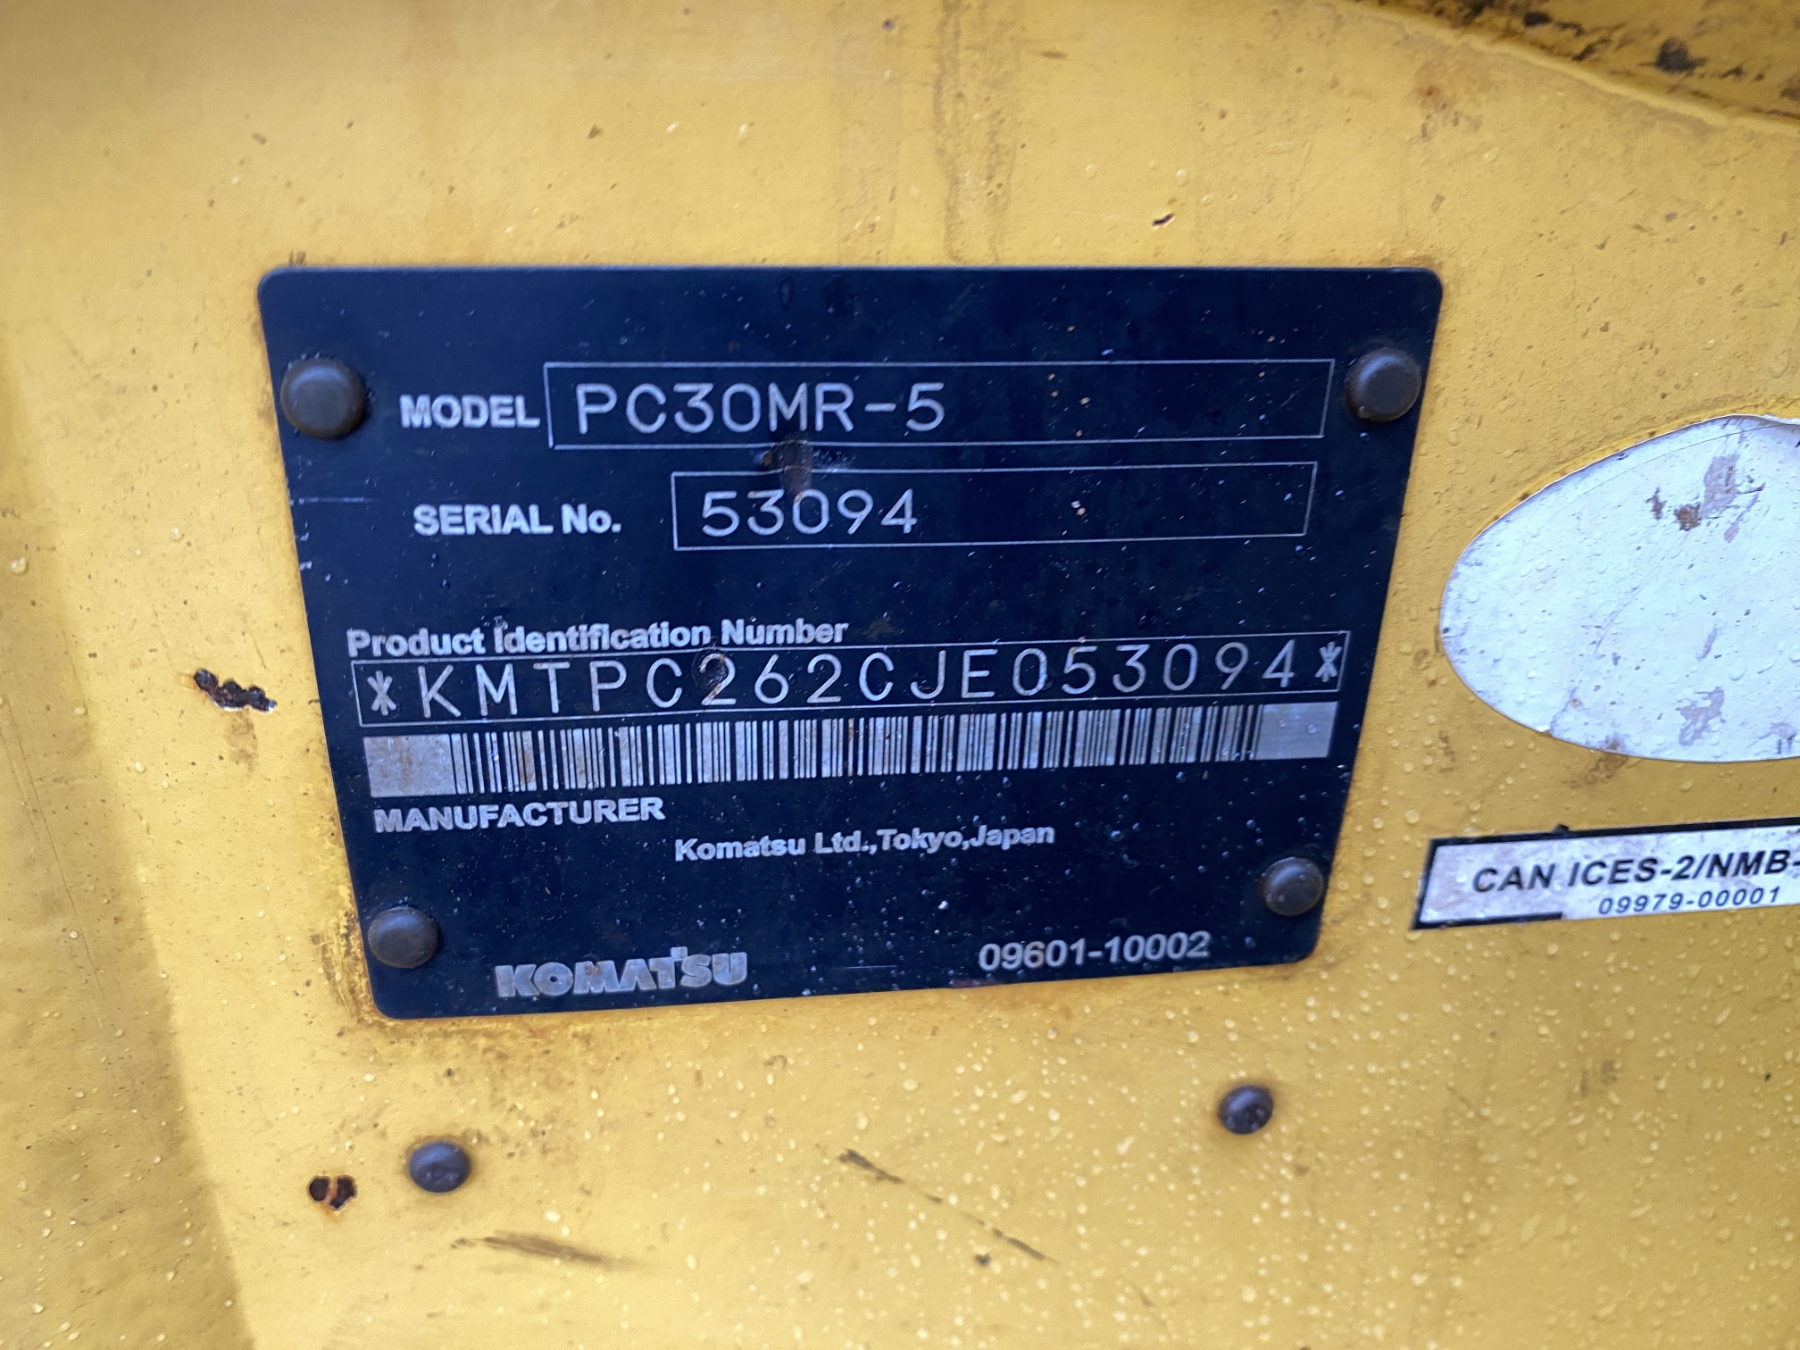 MODEL PC30MR-5
SERIAL No. 53094
Product Identification Number
*KMTPC262CJE053094*
MANUFACTURER
Komatsu Ltd.,Tokyo,Japan
KOMATSU 09601-10002
CAN ICES-2/NMB-
09979-00001